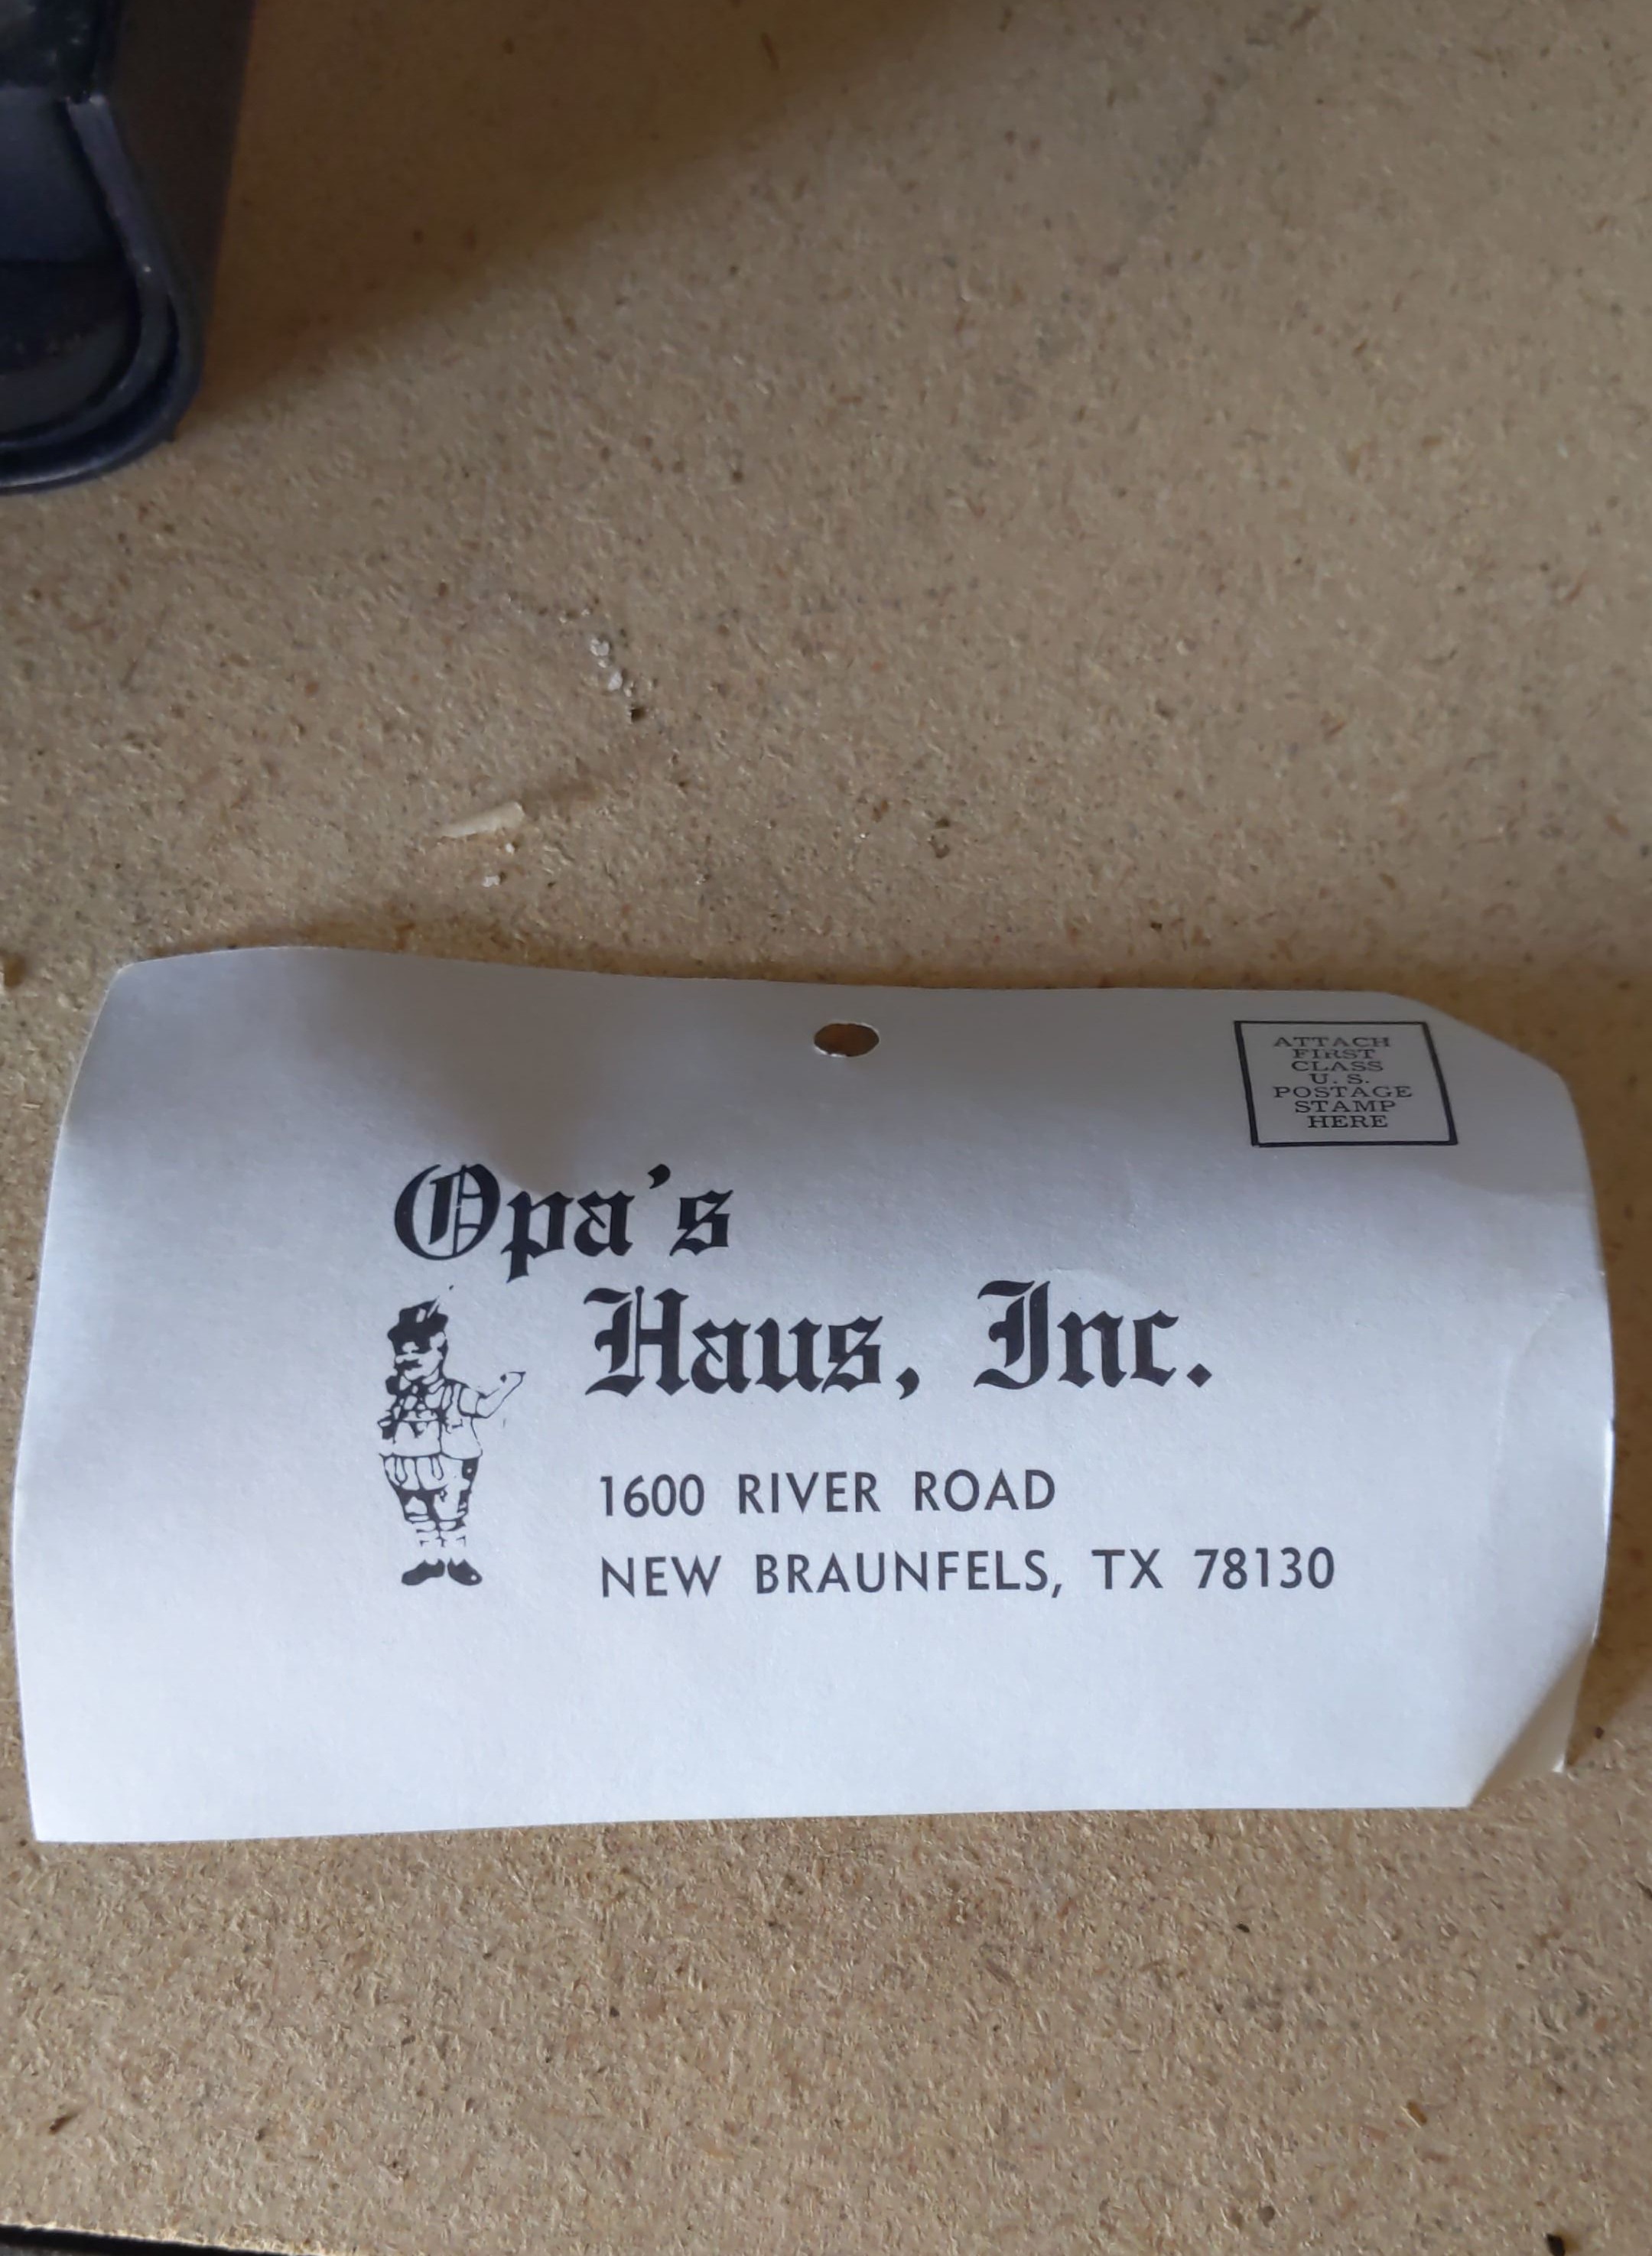 ATTACH
FIRST
CLASS
U. S.
POSTAGE
STAMP
HERE
Opa's
Haus, Inc.
1600 RIVER ROAD
NEW BRAUNFELS, TX 78130